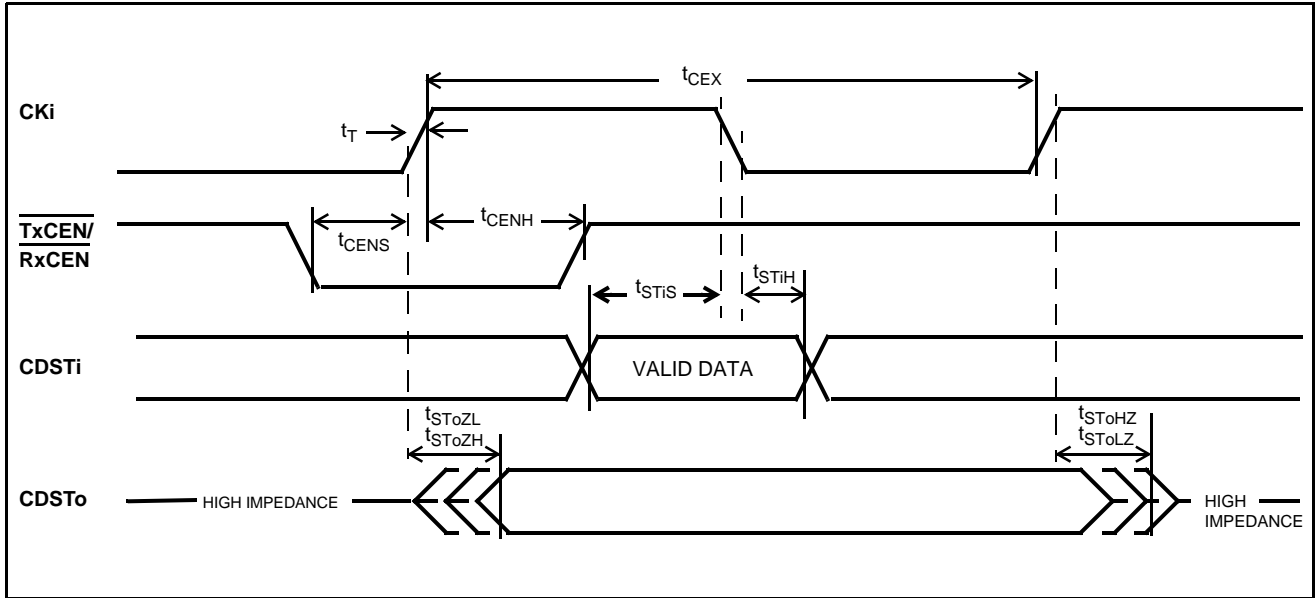 tCEX
CKi
tT
TxCEN/
RxCEN
tCENS
tCENH
tSTiS
tSTiH
CDSTi
VALID DATA
tSToZL
tSToZH
tSToHZ
tSToLZ
CDSTo
HIGH IMPEDANCE
HIGH
IMPEDANCE